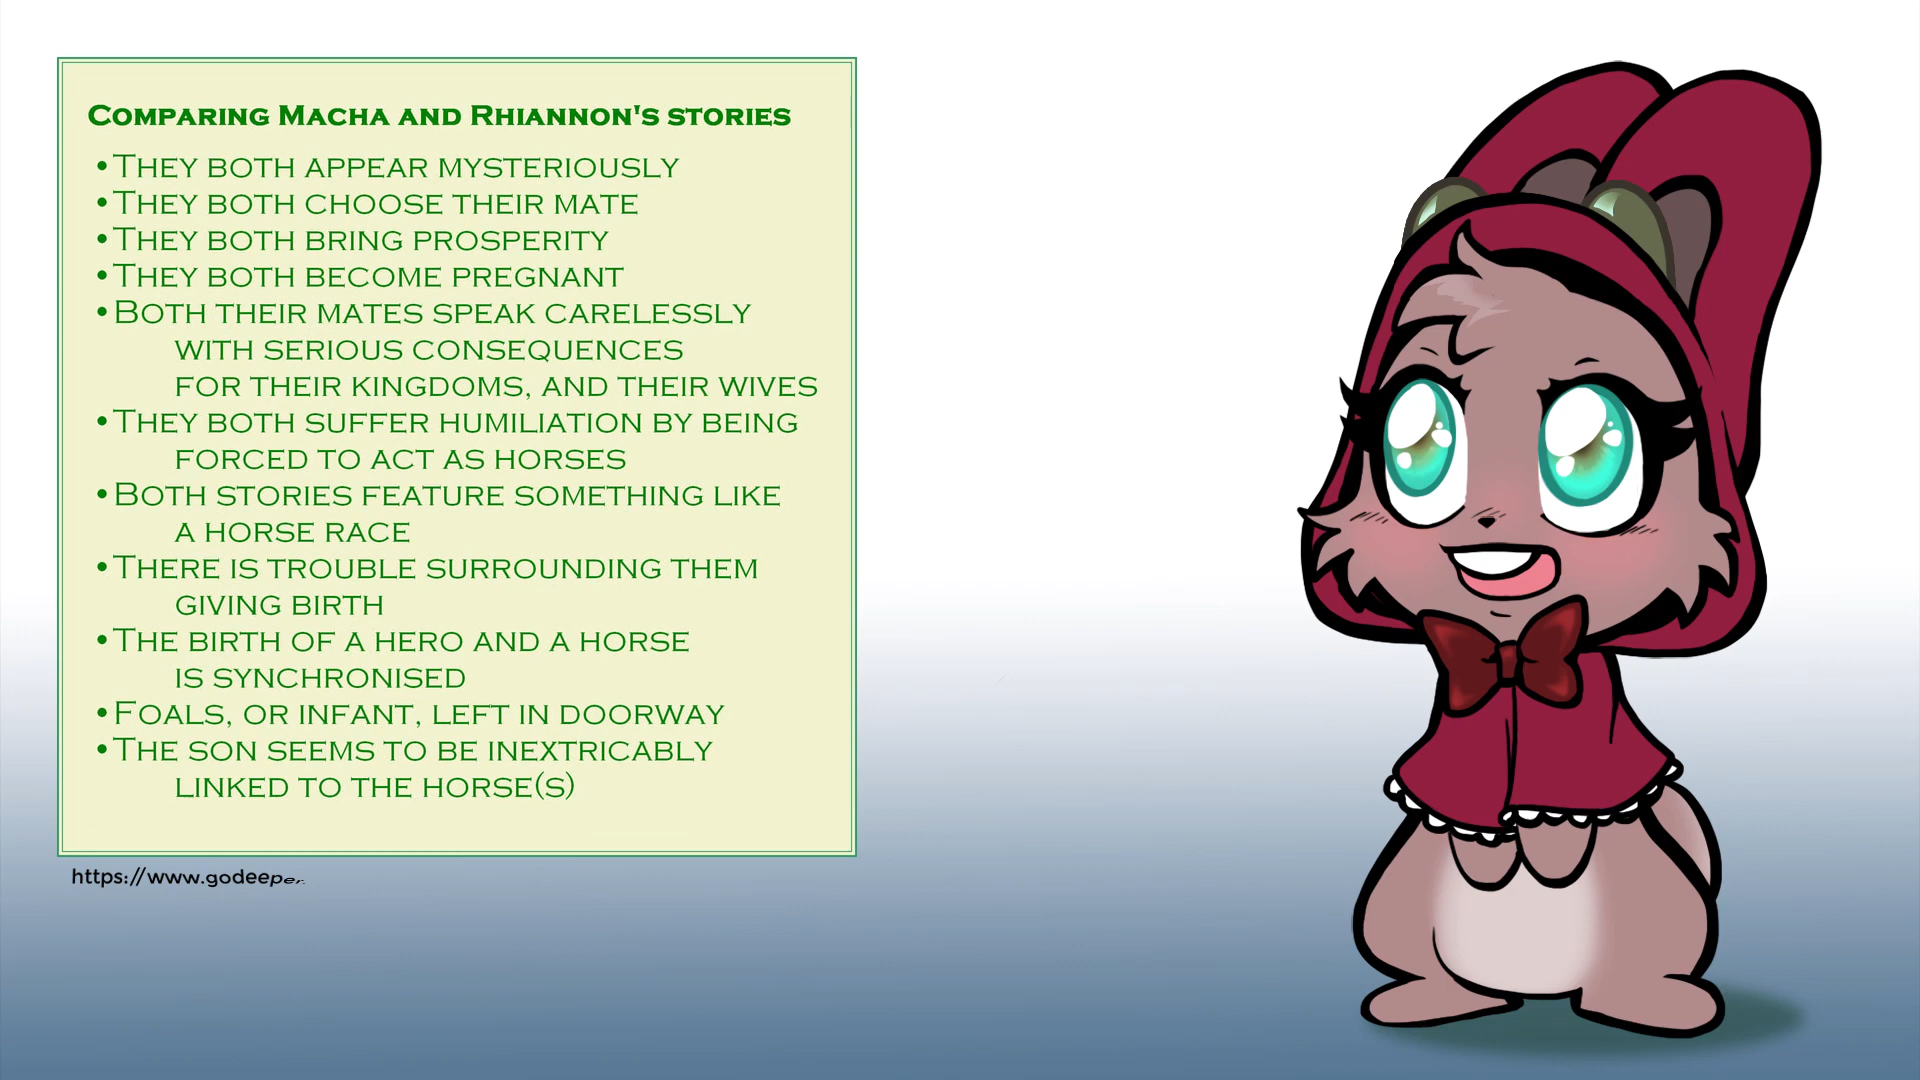 Comparing Macha and Rhiannon's stories
• They both appear mysteriously
• They both choose their mate
• They both bring prosperity
• They both become pregnant
• Both their mates speak carelessly
with serious consequences
for their kingdoms, and their wives
• They both suffer humiliation by being
forced to act as horses
• Both stories feature something like
a horse race
• There is trouble surrounding them
giving birth
• The birth of a hero and a horse
is synchronised
• Foals, or infant, left in doorway
• The son seems to be inextricably
linked to the horse(s)
https://www.godeeper.